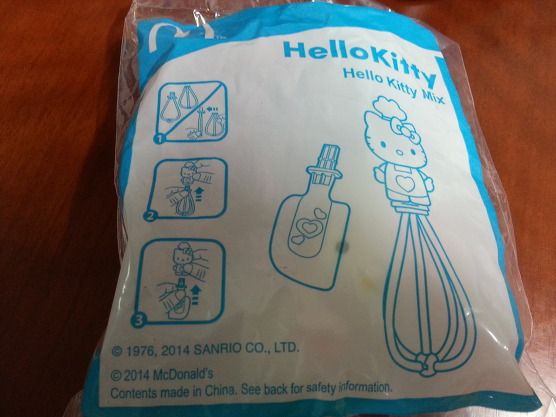 HelloKitty
Hello Kitty Mix
1
2
3
© 1976, 2014 SANRIO CO., LTD.
© 2014 McDonald's
Contents made in China. See back for safety information.